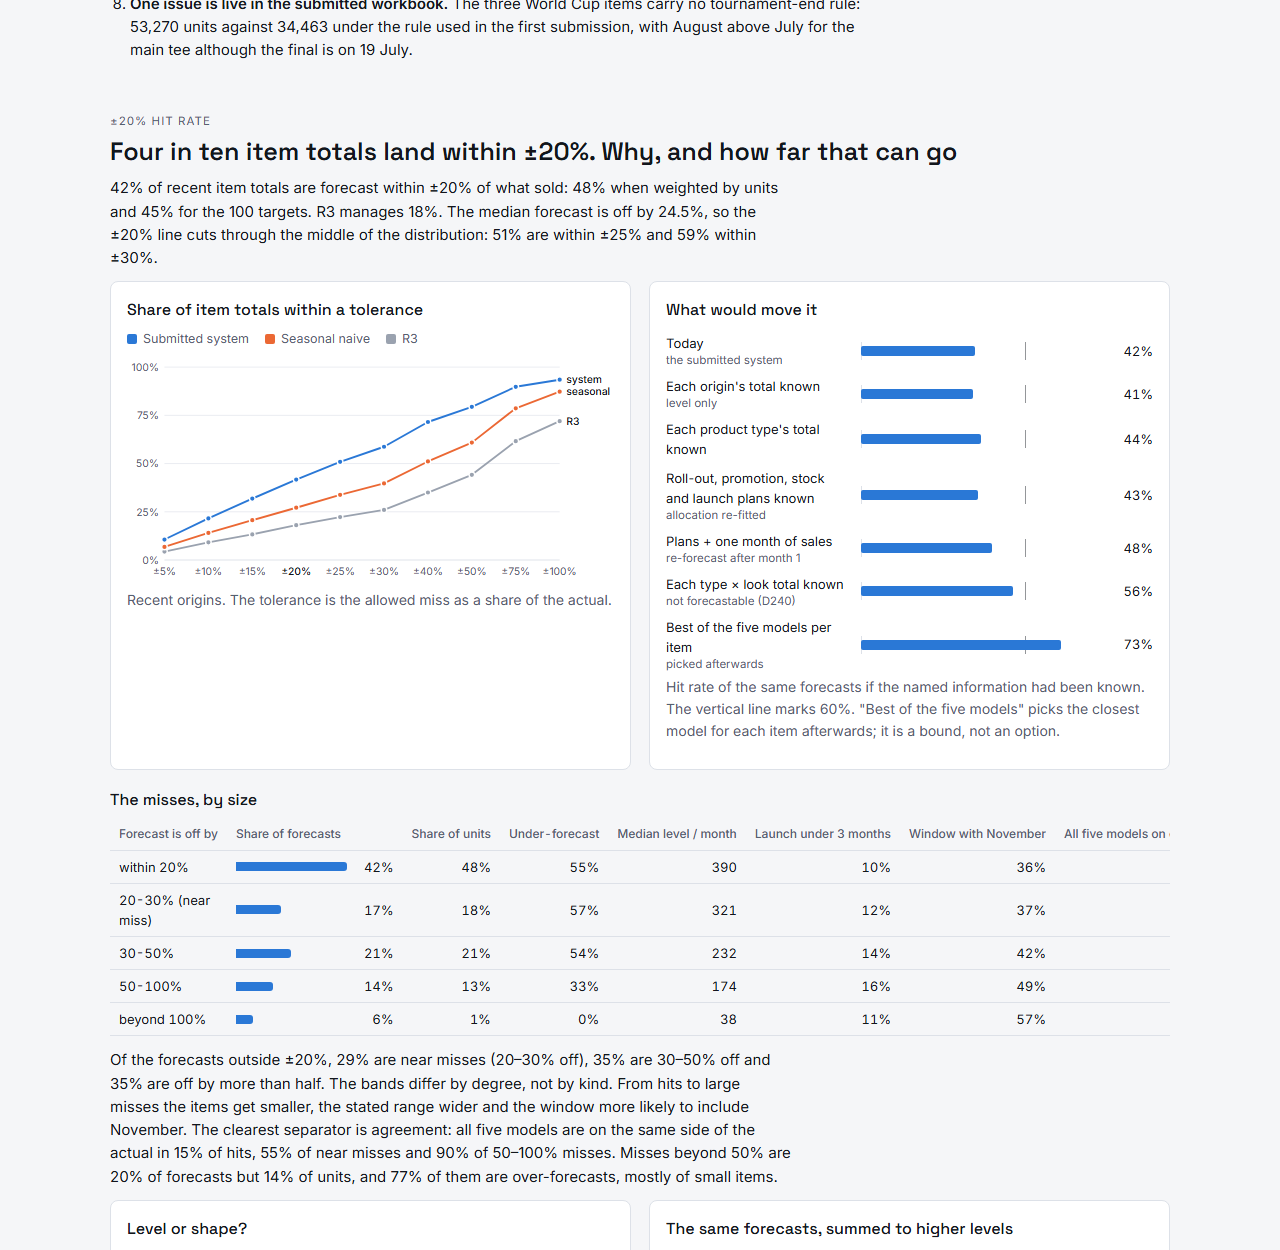 8. One issue is live in the submitted workbook. The three World Cup items carry no tournament-end rule:
53,270 units against 34,463 under the rule used in the first submission, with August above July for the
main tee although the final is on 19 July.
±20% HIT RATE
Four in ten item totals land within ±20%. Why, and how far that can go
42% of recent item totals are forecast within ±20% of what sold: 48% when weighted by units
and 45% for the 100 targets. R3 manages 18%. The median forecast is off by 24.5%, so the
±20% line cuts through the middle of the distribution: 51% are within ±25% and 59% within
±30%.
Share of item totals within a tolerance
Submitted system Seasonal naive R3
100%
75%
50%
25%
0%
system
seasonal
R3
±5% ±10% ±15% ±20% ±25% ±30% ±40% ±50% ±75% ±100%
Recent origins. The tolerance is the allowed miss as a share of the actual.
What would move it
Today
the submitted system
42%
Each origin's total known
level only
41%
Each product type's total
known
44%
Roll-out, promotion, stock
and launch plans known
allocation re-fitted
43%
Plans + one month of sales
re-forecast after month 1
48%
Each type × look total known
not forecastable (D240)
56%
Best of the five models per
item
picked afterwards
73%
Hit rate of the same forecasts if the named information had been known.
The vertical line marks 60%. "Best of the five models" picks the closest
model for each item afterwards; it is a bound, not an option.
The misses, by size
Forecast is off by Share of forecasts Share of units Under-forecast Median level / month Launch under 3 months Window with November All five models on
within 20% 42% 48% 55% 390 10% 36%
20-30% (near
miss) 17% 18% 57% 321 12% 37%
30-50% 21% 21% 54% 232 14% 42%
50-100% 14% 13% 33% 174 16% 49%
beyond 100% 6% 1% 0% 38 11% 57%
Of the forecasts outside ±20%, 29% are near misses (20–30% off), 35% are 30–50% off and
35% are off by more than half. The bands differ by degree, not by kind. From hits to large
misses the items get smaller, the stated range wider and the window more likely to include
November. The clearest separator is agreement: all five models are on the same side of the
actual in 15% of hits, 55% of near misses and 90% of 50–100% misses. Misses beyond 50% are
20% of forecasts but 14% of units, and 77% of them are over-forecasts, mostly of small items.
Level or shape?
The same forecasts, summed to higher levels